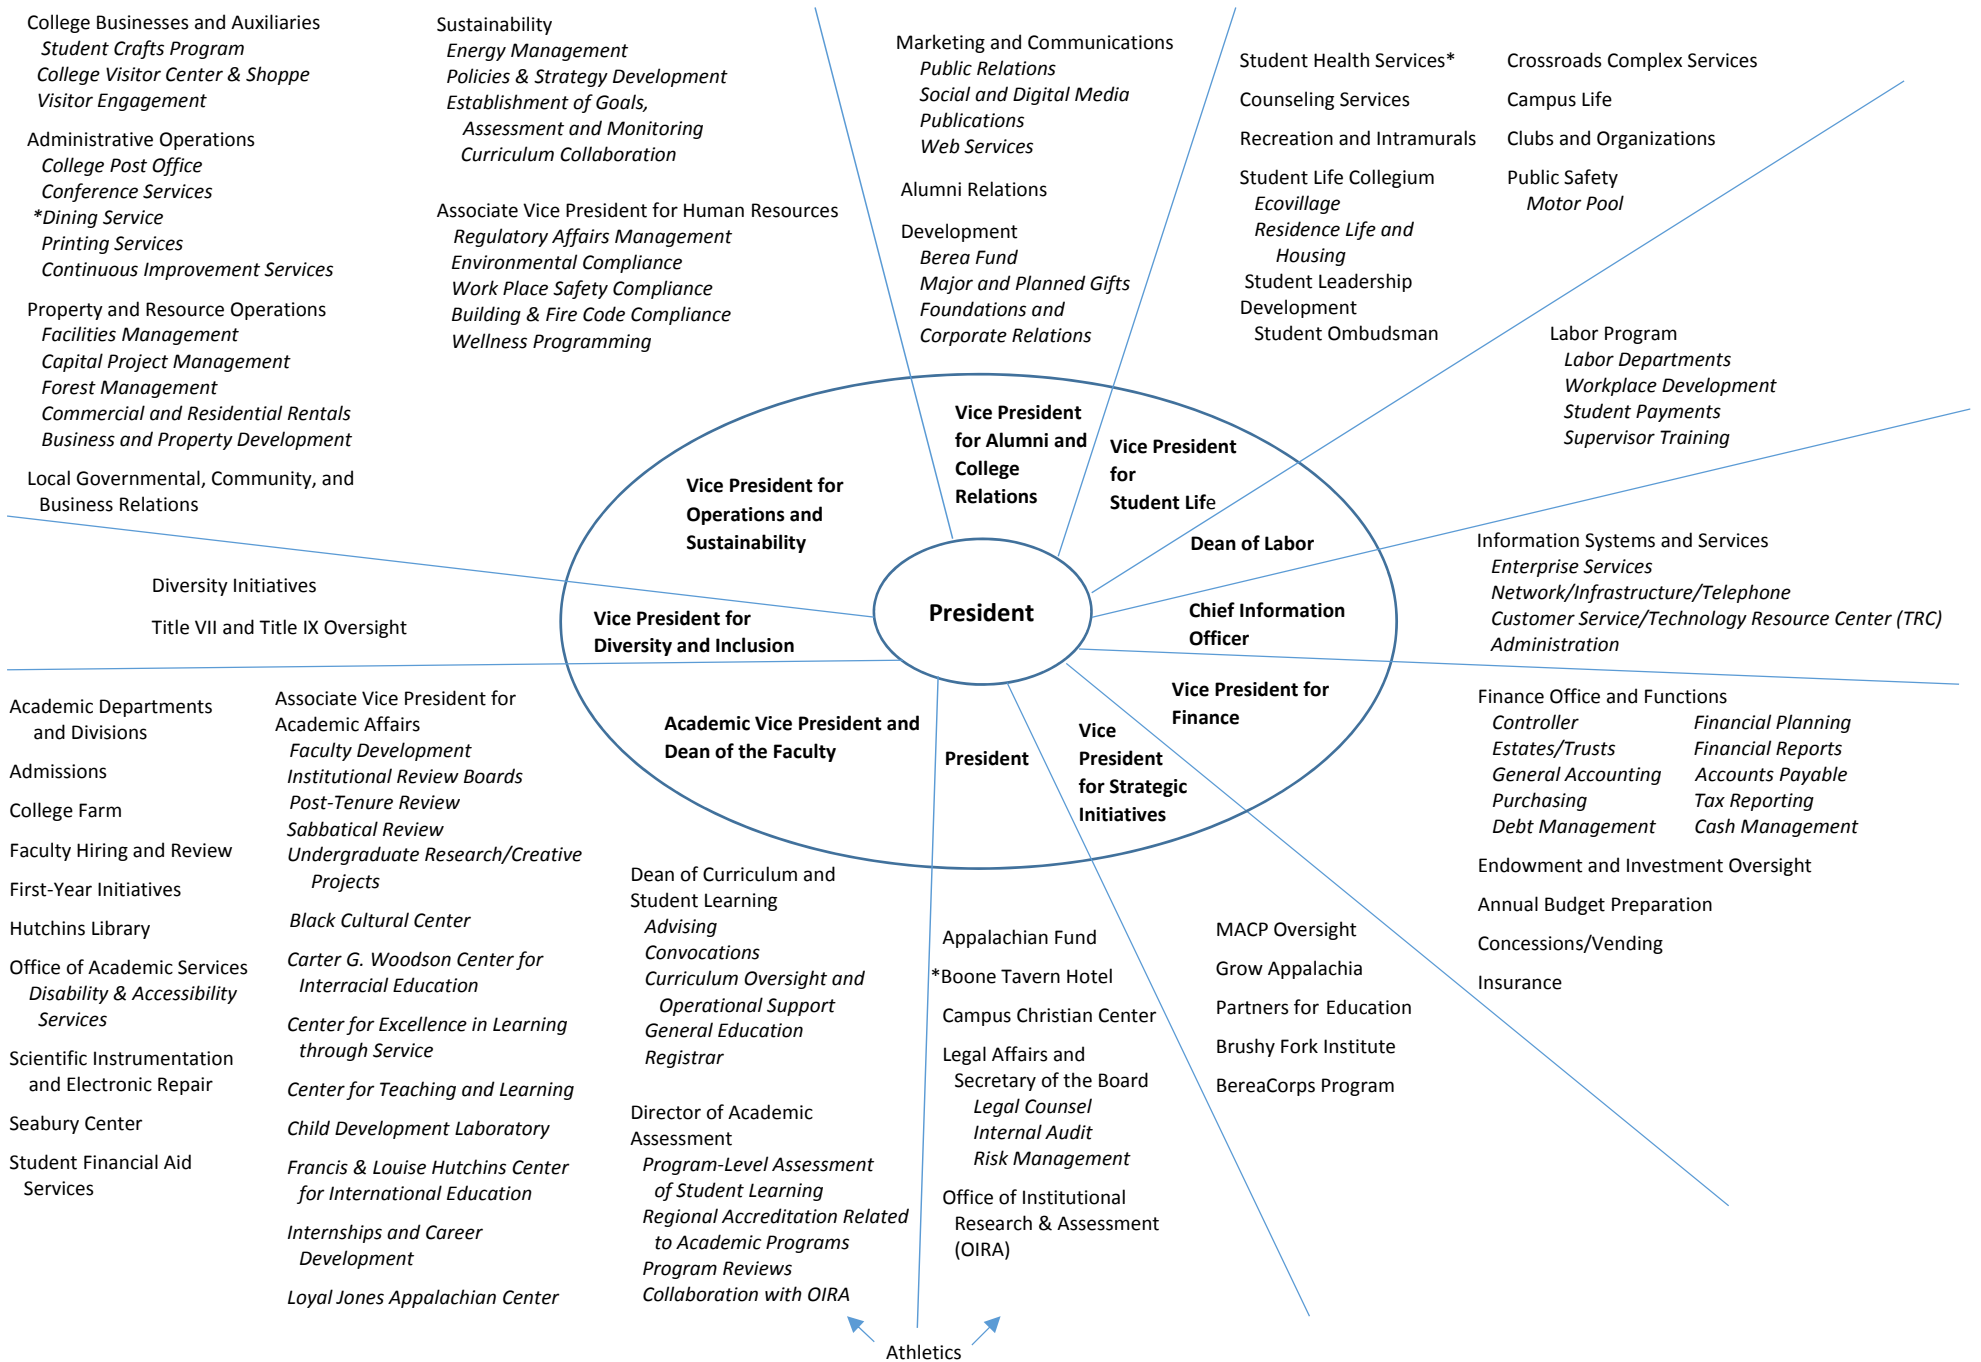 College Businesses and Auxiliaries
Student Crafts Program
College Visitor Center & Shoppe
Visitor Engagement
Administrative Operations
College Post Office
Conference Services
*Dining Service
Printing Services
Continuous Improvement Services
Property and Resource Operations
Facilities Management
Capital Project Management
Forest Management
Commercial and Residential Rentals
Business and Property Development
Local Governmental, Community, and
Business Relations
Sustainability
Energy Management
Policies & Strategy Development
Establishment of Goals,
Assessment and Monitoring
Curriculum Collaboration
Associate Vice President for Human Resources
Regulatory Affairs Management
Environmental Compliance
Work Place Safety Compliance
Building & Fire Code Compliance
Wellness Programming
Marketing and Communications
Public Relations
Social and Digital Media
Publications
Web Services
Alumni Relations
Development
Berea Fund
Major and Planned Gifts
Foundations and
Corporate Relations
Student Health Services*
Counseling Services
Recreation and Intramurals
Student Life Collegium
Ecovillage
Residence Life and
Housing
Student Leadership
Development
Student Ombudsman
Crossroads Complex Services
Campus Life
Clubs and Organizations
Public Safety
Motor Pool
Labor Program
Labor Departments
Workplace Development
Student Payments
Supervisor Training
Vice President for
Operations and
Sustainability
Vice President
for Alumni and
College
Relations
Vice President
for
Student Life
Dean of Labor
Chief Information
Officer
Vice President for
Finance
Vice
President
for Strategic
Initiatives
President
Academic Vice President and
Dean of the Faculty
Vice President for
Diversity and Inclusion
President
Diversity Initiatives
Title VII and Title IX Oversight
Information Systems and Services
Enterprise Services
Network/Infrastructure/Telephone
Customer Service/Technology Resource Center (TRC)
Administration
Finance Office and Functions
Controller
Estates/Trusts
General Accounting
Purchasing
Debt Management
Financial Planning
Financial Reports
Accounts Payable
Tax Reporting
Cash Management
Endowment and Investment Oversight
Annual Budget Preparation
Concessions/Vending
Insurance
Academic Departments
and Divisions
Admissions
College Farm
Faculty Hiring and Review
First-Year Initiatives
Hutchins Library
Office of Academic Services
Disability & Accessibility
Services
Scientific Instrumentation
and Electronic Repair
Seabury Center
Student Financial Aid
Services
Associate Vice President for
Academic Affairs
Faculty Development
Institutional Review Boards
Post-Tenure Review
Sabbatical Review
Undergraduate Research/Creative
Projects
Black Cultural Center
Carter G. Woodson Center for
Interracial Education
Center for Excellence in Learning
through Service
Center for Teaching and Learning
Child Development Laboratory
Francis & Louise Hutchins Center
for International Education
Internships and Career
Development
Loyal Jones Appalachian Center
Dean of Curriculum and
Student Learning
Advising
Convocations
Curriculum Oversight and
Operational Support
General Education
Registrar
Director of Academic
Assessment
Program-Level Assessment
of Student Learning
Regional Accreditation Related
to Academic Programs
Program Reviews
Collaboration with OIRA
Appalachian Fund
*Boone Tavern Hotel
Campus Christian Center
Legal Affairs and
Secretary of the Board
Legal Counsel
Internal Audit
Risk Management
Office of Institutional
Research & Assessment
(OIRA)
MACP Oversight
Grow Appalachia
Partners for Education
Brushy Fork Institute
BereaCorps Program
Athletics